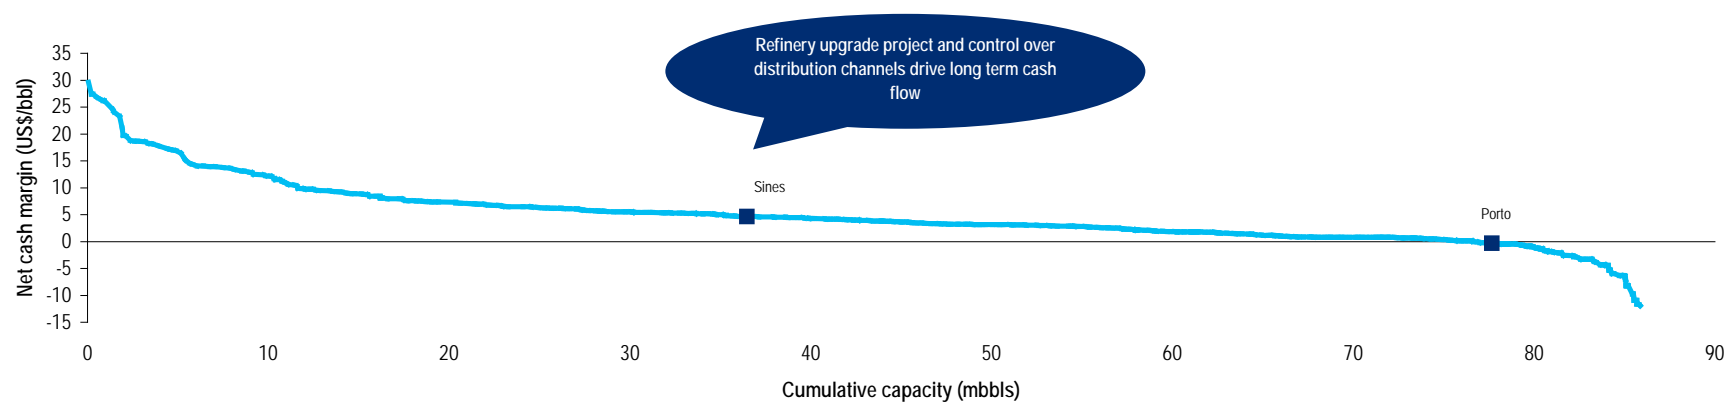 Refinery upgrade project and control over
distribution channels drive long term cash
flow
Net cash margin (US$/bbl)
35
30
25
20
15
10
5
0
-5
-10
-15
Sines
Porto
0 10 20 30 40 50 60 70 80 90
Cumulative capacity (mbbls)